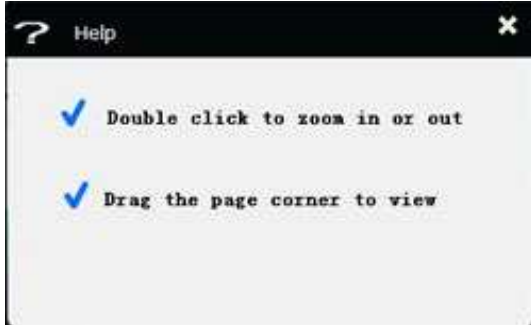 ? Help
Double click to zoom in or out
Drag the page corner to view